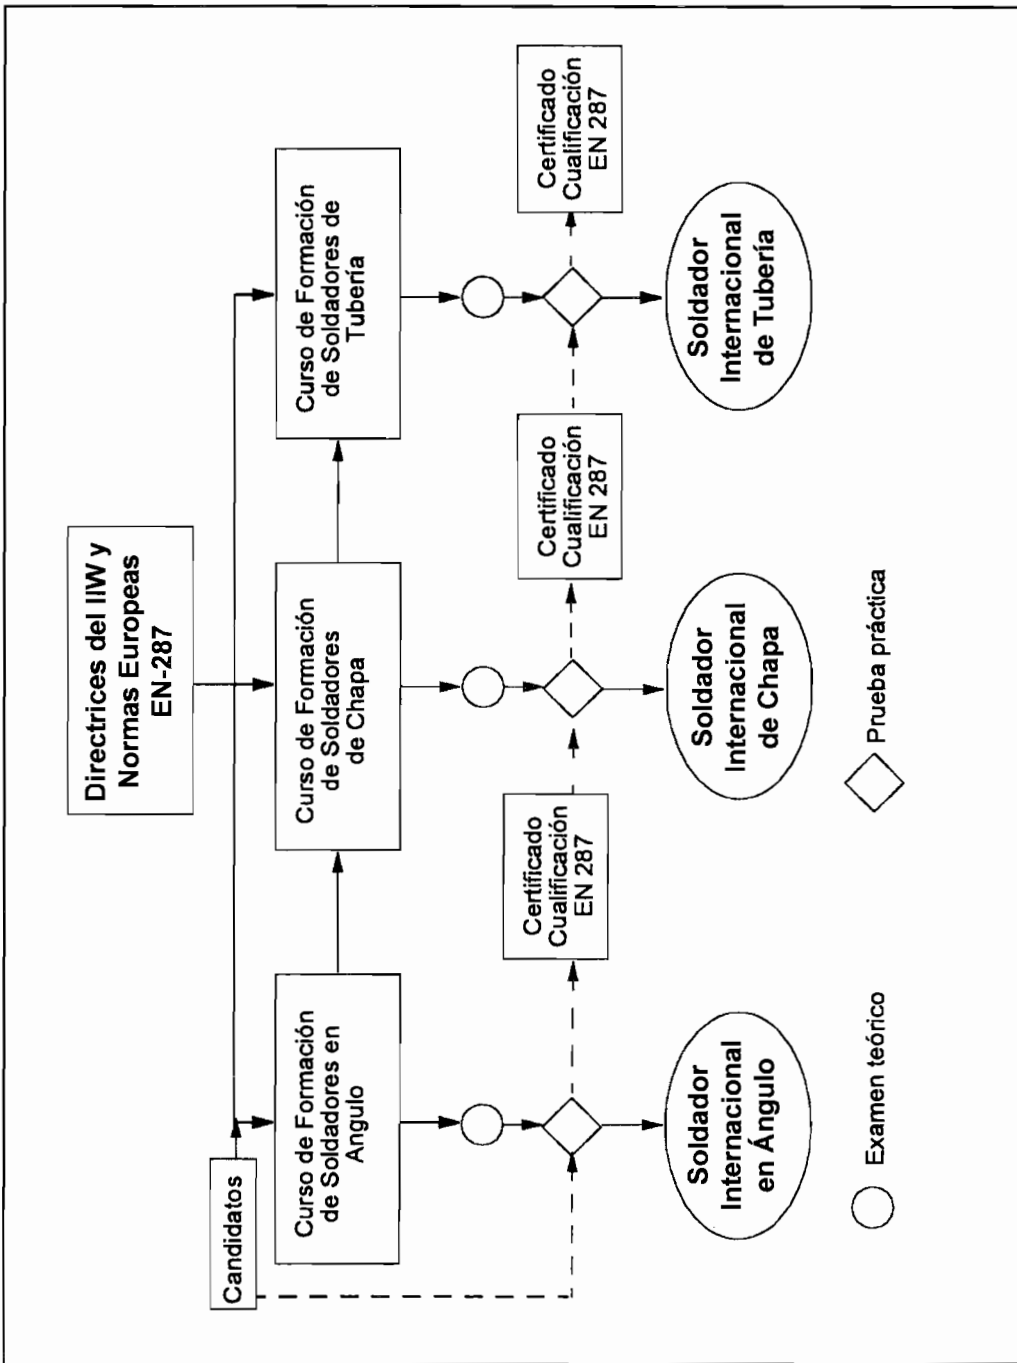 Directrices del IIW y
Normas Europeas
EN-287
Candidatos
Curso de Formación
de Soldadores en
Angulo
Curso de Formación
de Soldadores
de Chapa
Curso de Formación
de Soldadores de
Tubería
Certificado
Cualificación
EN 287
Certificado
Cualificación
EN 287
Certificado
Cualificación
EN 287
Soldador
Internacional
en Ángulo
Soldador
Internacional
de Chapa
Soldador
Internacional
de Tubería
Examen teórico
Prueba práctica